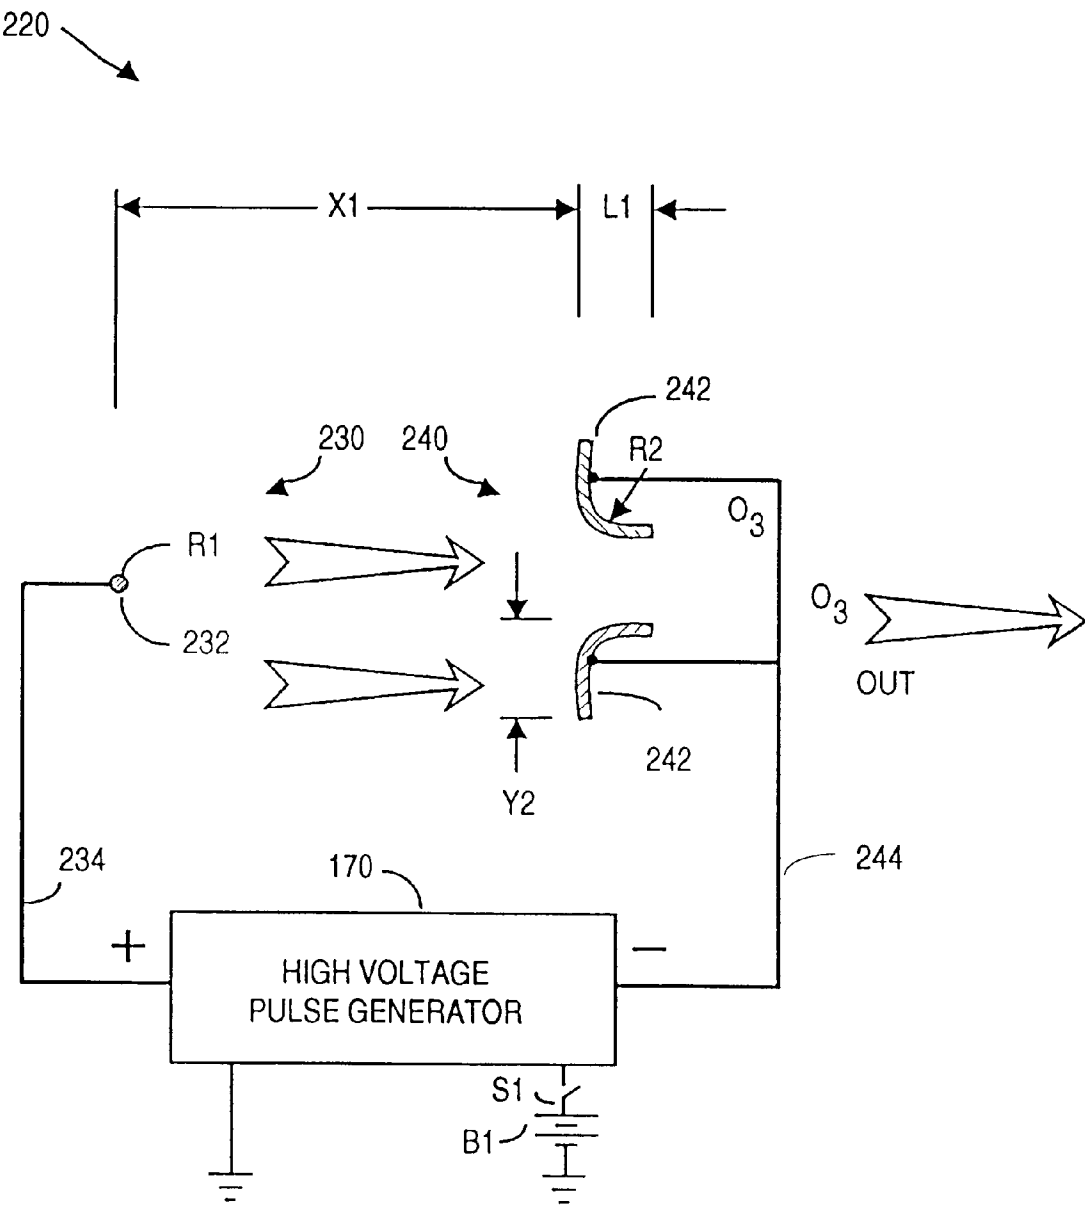 220
X1
L1
242
230
240
R2
O3
R1
O3
232
OUT
242
Y2
234
170
244
+
−
HIGH VOLTAGE
PULSE GENERATOR
S1
B1